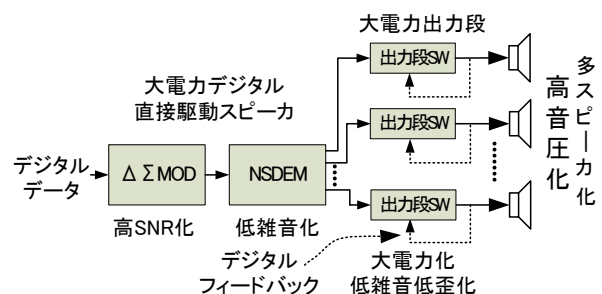 大電力出力段
出力段SW
大電力デジタル
直接駆動スピーカ
出力段SW
デジタル
データ
ΔΣMOD
NSDEM
出力段SW
高SNR化
低雑音化
デジタル
フィードバック
大電力化
低雑音低歪化
高音圧化
多スピーカ化